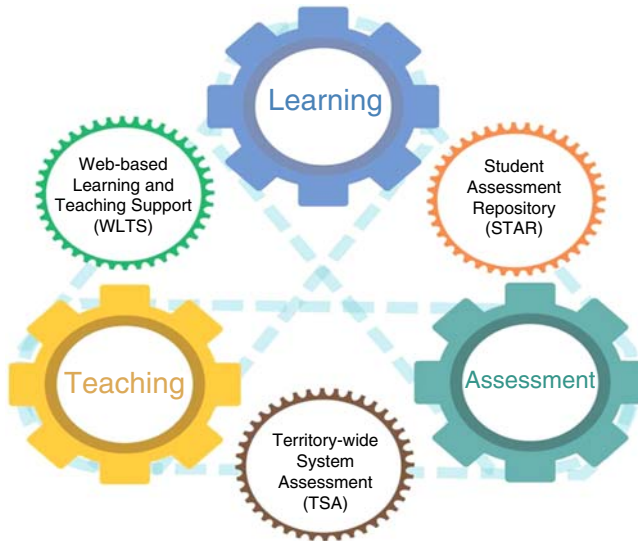 Learning
Web-based
Learning and
Teaching Support
(WLTS)
Student
Assessment
Repository
(STAR)
Teaching
Assessment
Territory-wide
System
Assessment
(TSA)